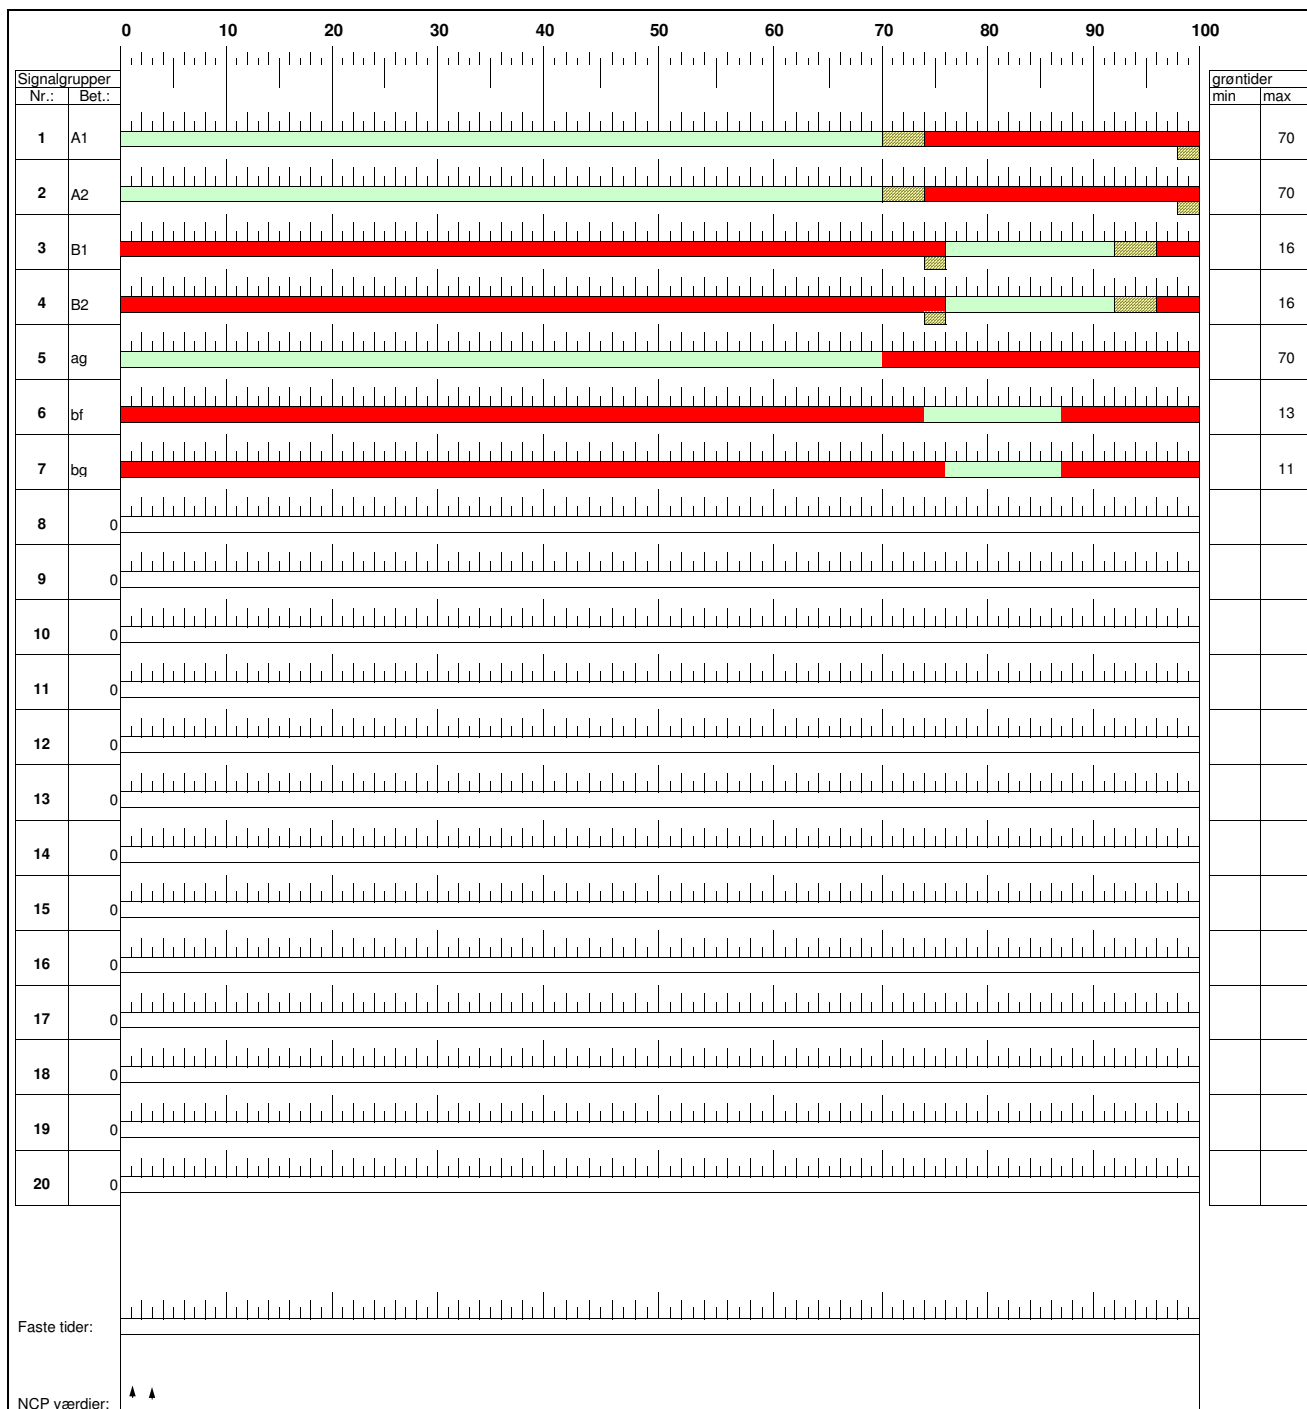 0 10 20 30 40 50 60 70 80 90 100
Signalgrupper grøntider
Nr.: Bet.: min max
1 A1 70
2 A2 70
3 B1 16
4 B2 16
5 ag 70
6 bf 13
7 bg 11
8 0
9 0
10 0
11 0
12 0
13 0
14 0
15 0
16 0
17 0
18 0
19 0
20 0
Faste tider:
NCP værdier: